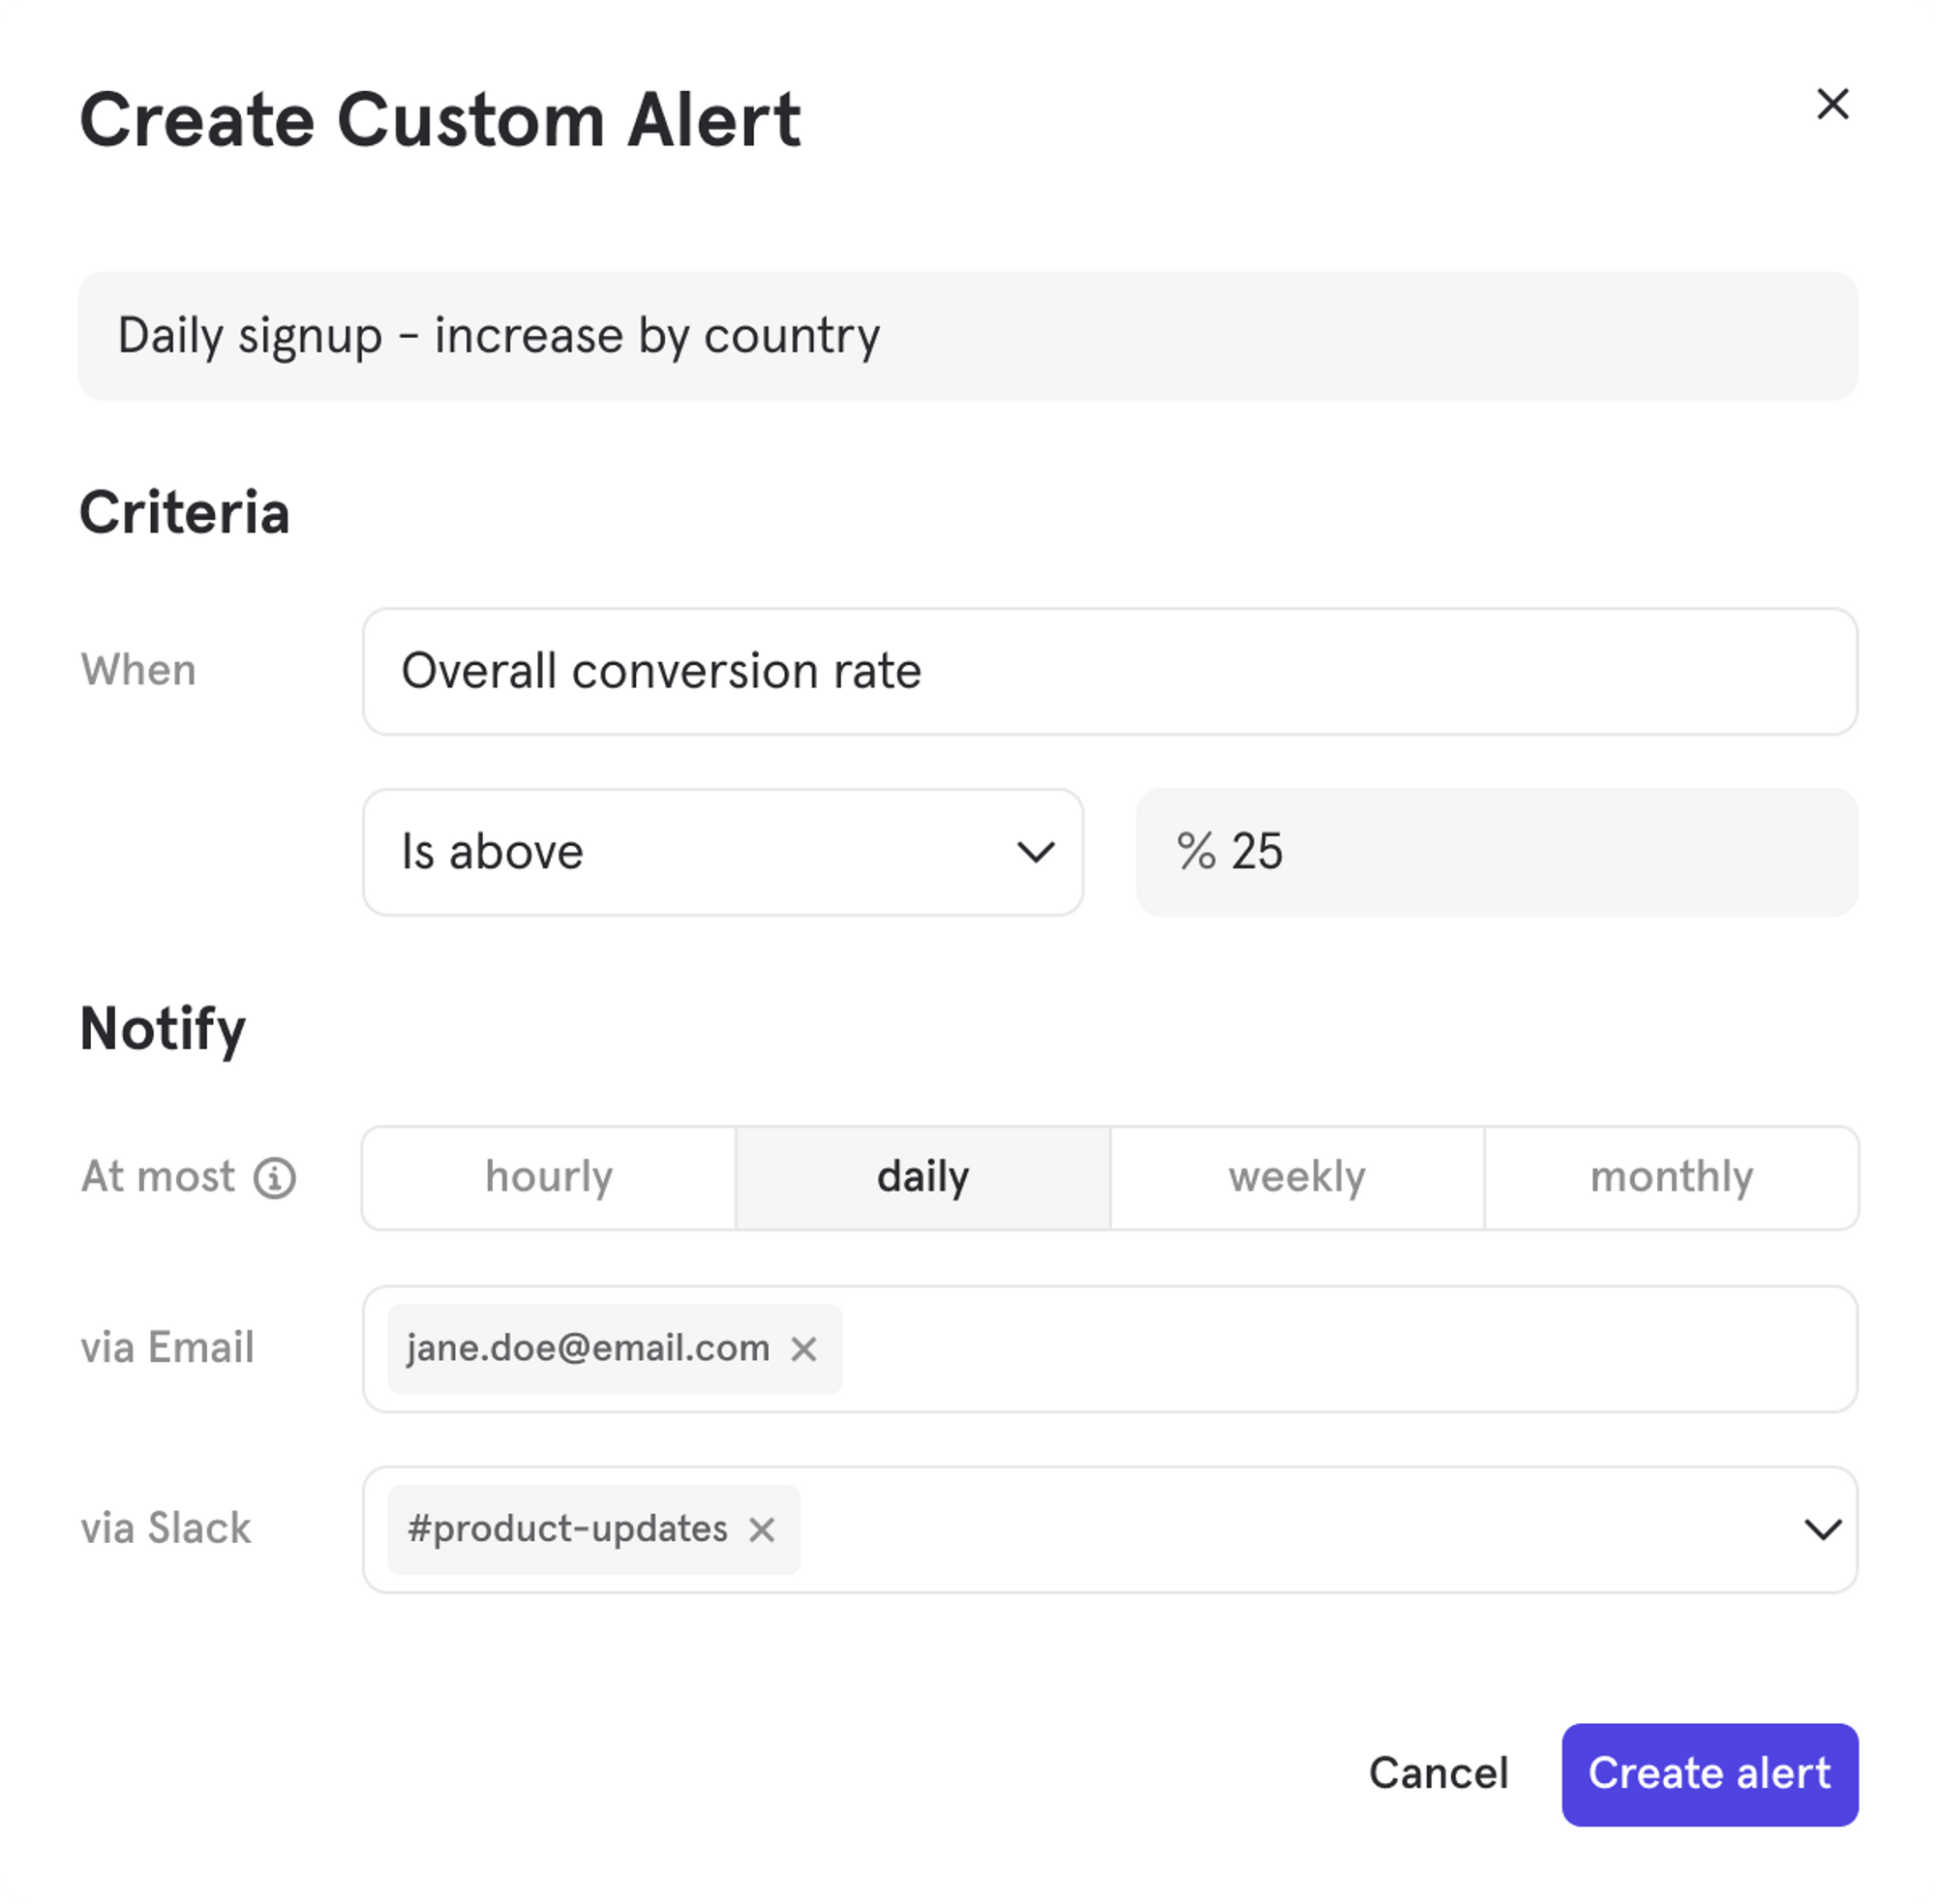 Create Custom Alert
Daily signup – increase by country
Criteria
When
Overall conversion rate
Is above
% 25
Notify
At most
hourly
daily
weekly
monthly
via Email
jane.doe@email.com
via Slack
#product-updates
Cancel
Create alert